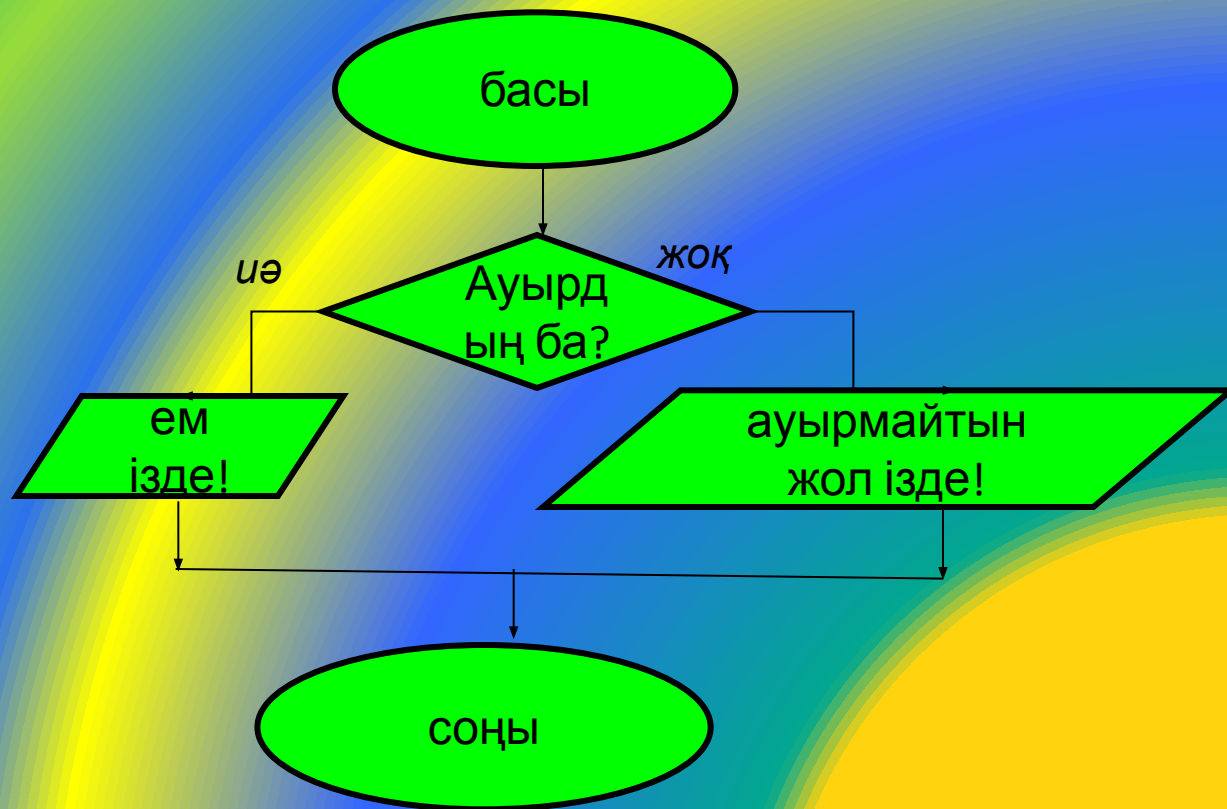 басы
иә
жоқ
Ауырд
ың ба?
ем
ізде!
ауырмайтын
жол ізде!
соңы